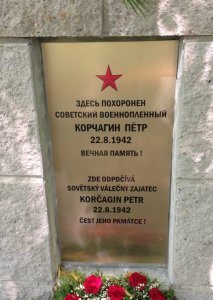 ЗДЕСЬ ПОХОРОНЕН
СОВЕТСКИЙ ВОЕННОПЛЕННЫЙ
КОРЧАГИН ПЁТР
22.8.1942
ВЕЧНАЯ ПАМЯТЬ !
ZDE ODPOČÍVÁ
SOVĚTSKÝ VÁLEČNÝ ZAJATEC
KORČAGIN PETR
22.8.1942
ČEST JEHO PAMÁTCE !